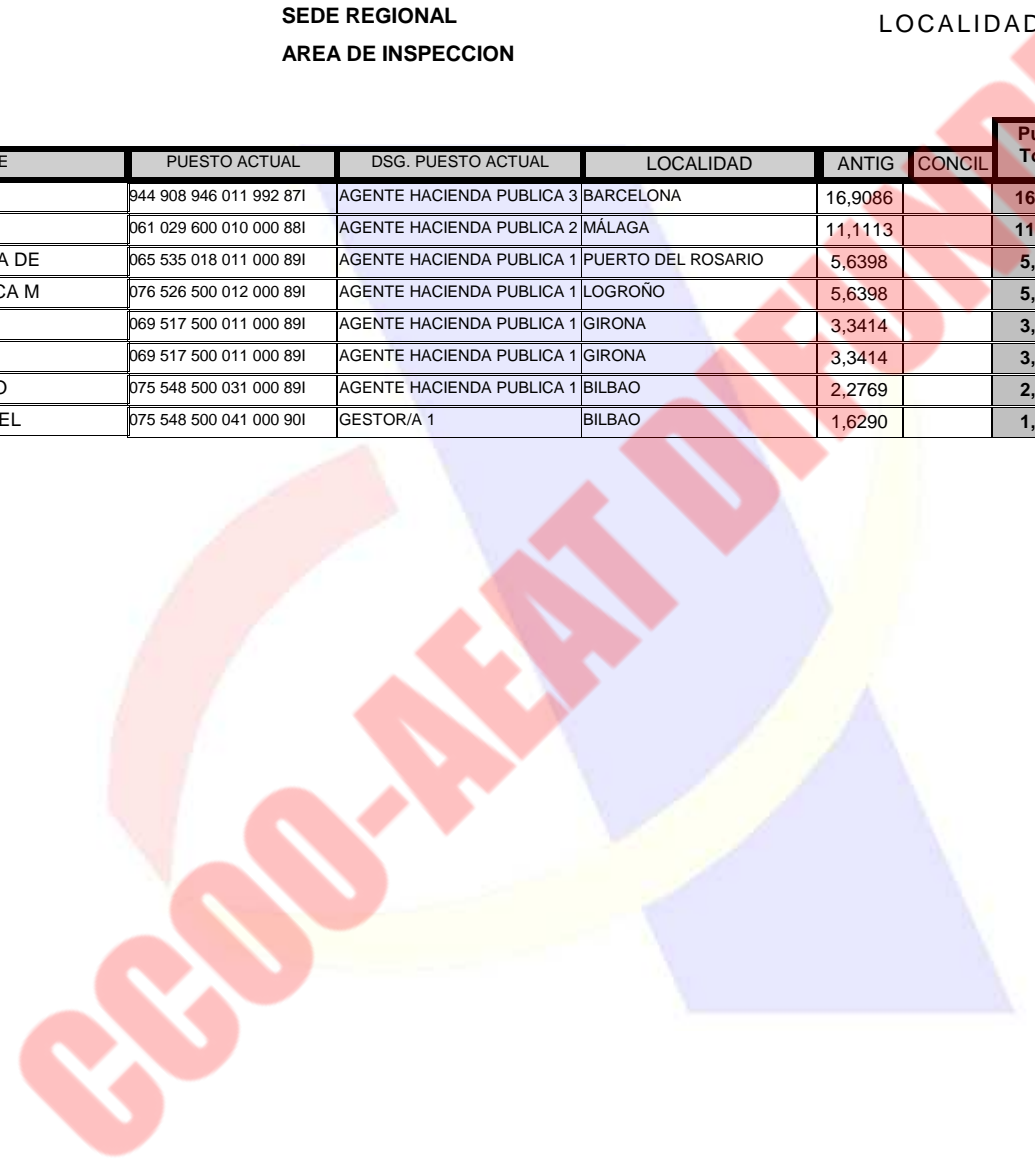 SEDE REGIONAL
LOCALIDAD
AREA DE INSPECCION
E PUESTO ACTUAL DSG. PUESTO ACTUAL LOCALIDAD ANTIG CONCIL Pu To
944 908 946 011 992 87I AGENTE HACIENDA PUBLICA 3 BARCELONA 16,9086 16
061 029 600 010 000 88I AGENTE HACIENDA PUBLICA 2 MÁLAGA 11,1113 11
A DE 065 535 018 011 000 89I AGENTE HACIENDA PUBLICA 1 PUERTO DEL ROSARIO 5,6398 5,
CA M 076 526 500 012 000 89I AGENTE HACIENDA PUBLICA 1 LOGROÑO 5,6398 5,
069 517 500 011 000 89I AGENTE HACIENDA PUBLICA 1 GIRONA 3,3414 3,
069 517 500 011 000 89I AGENTE HACIENDA PUBLICA 1 GIRONA 3,3414 3,
O 075 548 500 031 000 89I AGENTE HACIENDA PUBLICA 1 BILBAO 2,2769 2,
EL 075 548 500 041 000 90I GESTOR/A 1 BILBAO 1,6290 1,
CCOO-AEAT DIFUND